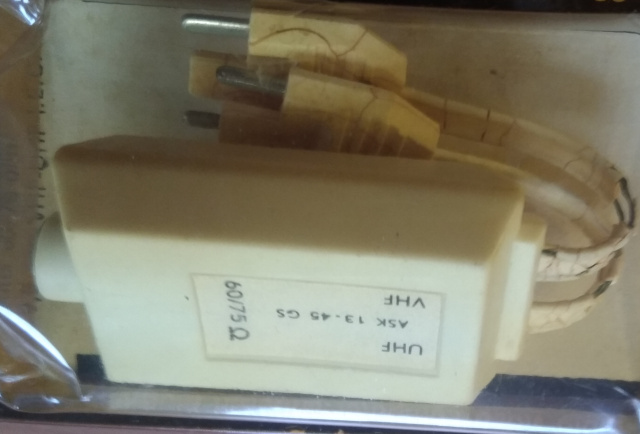 UHF
ASK 13-45 GS
VHF
60/75 Ω